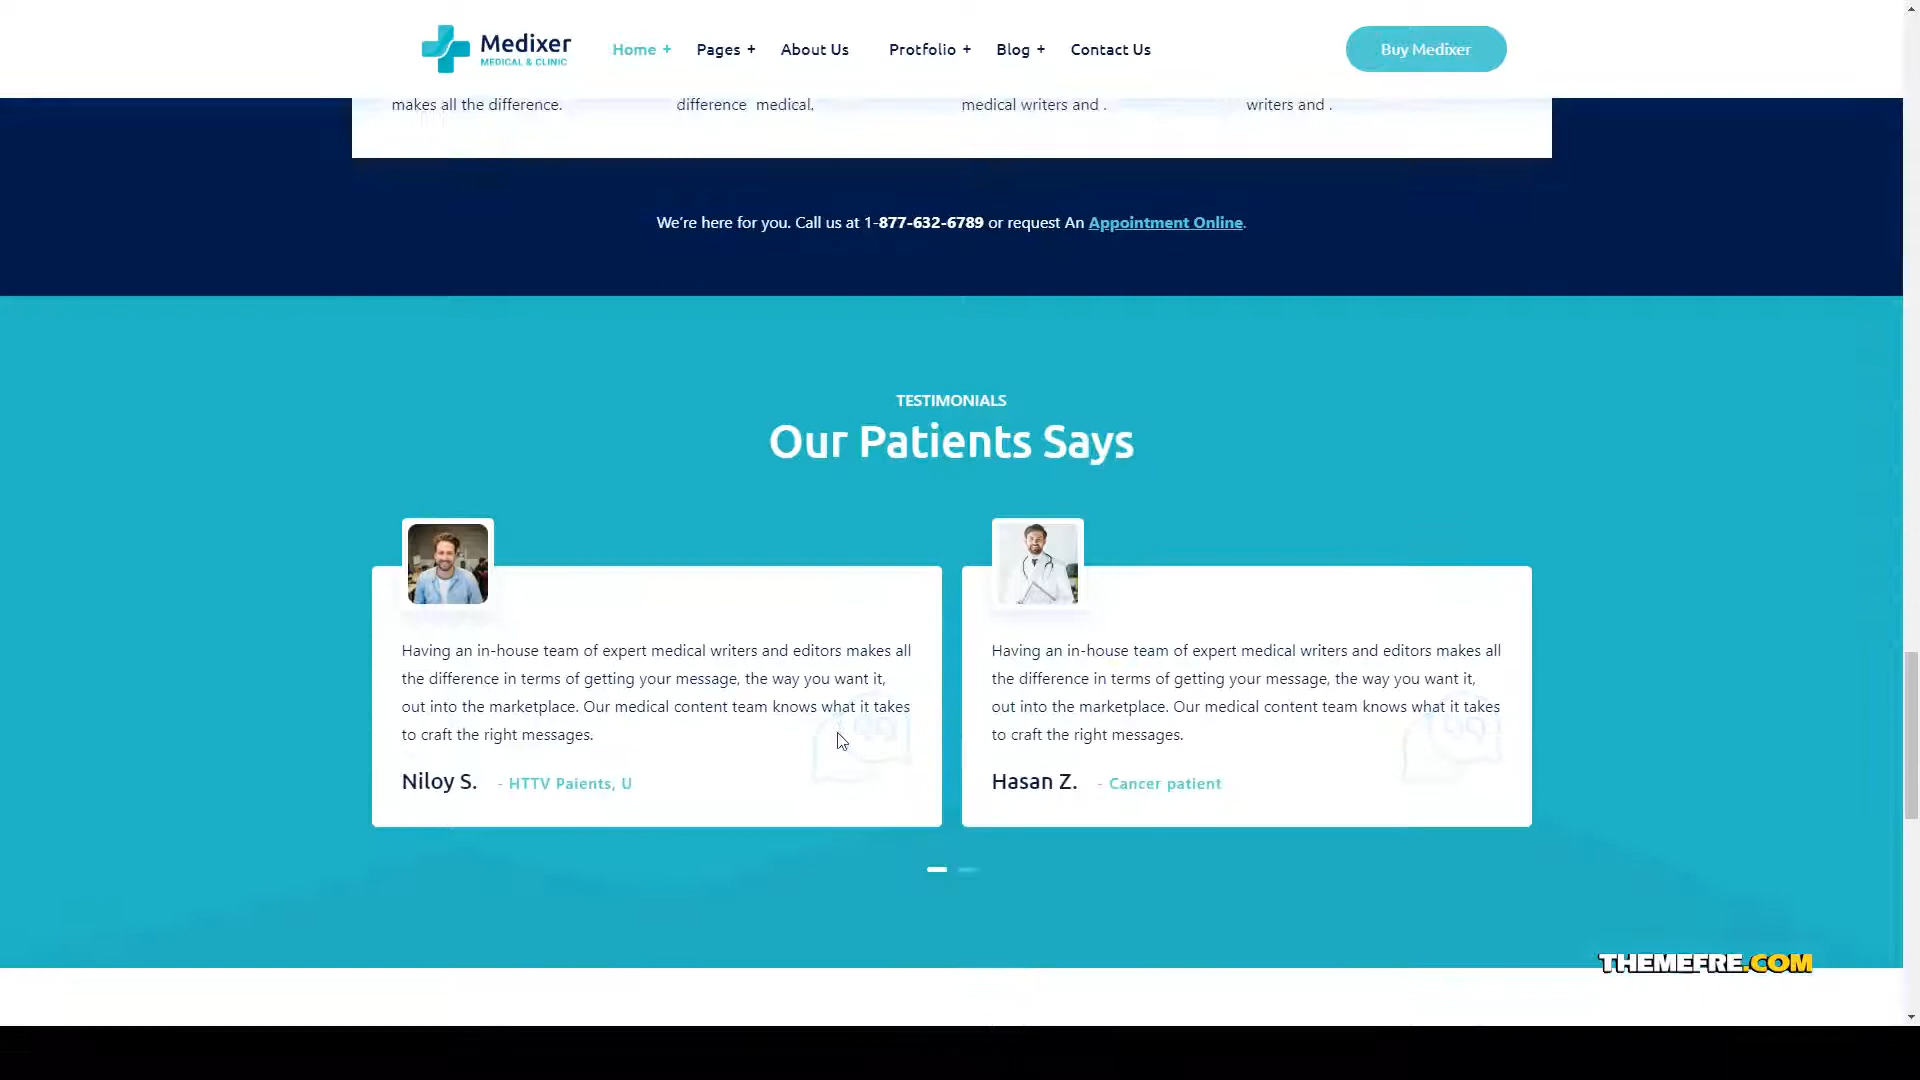 Medixer
MEDICAL & CLINIC
Home +
Pages +
About Us
Protfolio +
Blog +
Contact Us
Buy Medixer
makes all the difference.
difference medical,
medical writers and .
writers and .
We're here for you. Call us at 1-877-632-6789 or request An Appointment Online.
TESTIMONIALS
Our Patients Says
Having an in-house team of expert medical writers and editors makes all
the difference in terms of getting your message, the way you want it,
out into the marketplace. Our medical content team knows what it takes
to craft the right messages.
Niloy S. - HTTV Paients, U
Having an in-house team of expert medical writers and editors makes all
the difference in terms of getting your message, the way you want it,
out into the marketplace. Our medical content team knows what it takes
to craft the right messages.
Hasan Z. - Cancer patient
THEMEFRE.COM